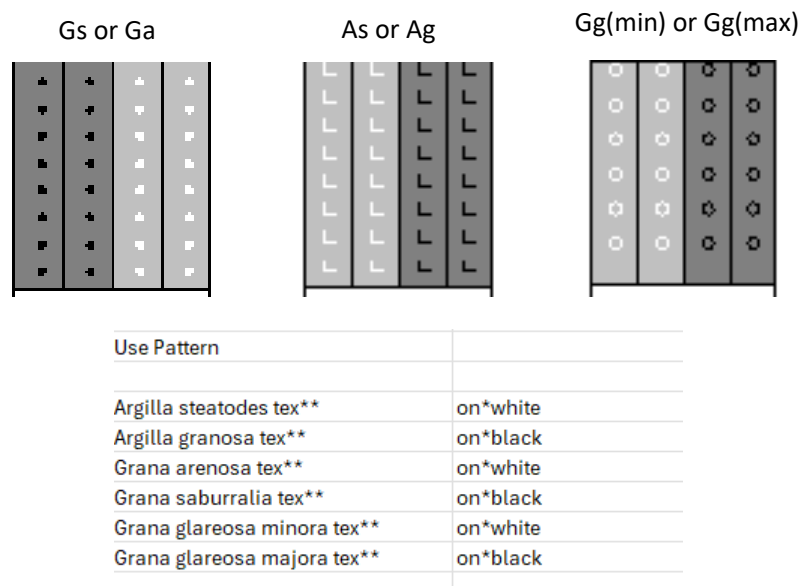 Gs or Ga
As or Ag
Gg(min) or Gg(max)
Use Pattern
Argilla steatodes tex** on*white
Argilla granosa tex** on*black
Grana arenosa tex** on*white
Grana saburralia tex** on*black
Grana glareosa minora tex** on*white
Grana glareosa majora tex** on*black